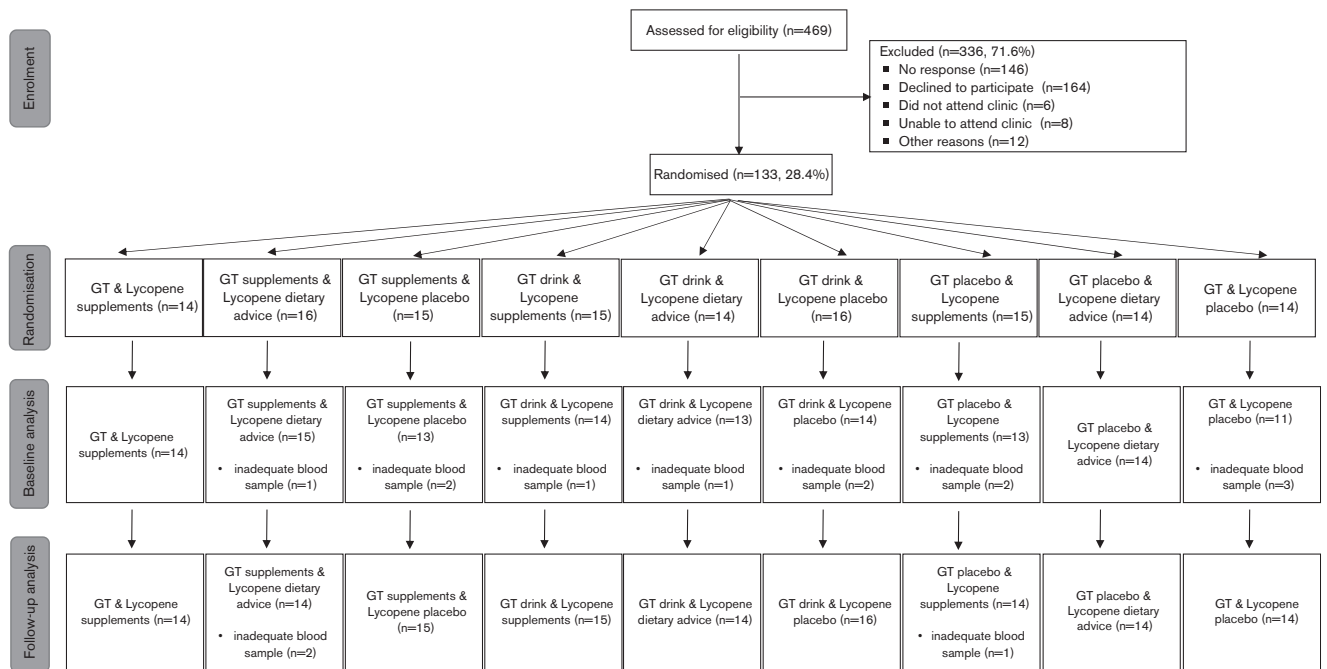 Enrolment
Assessed for eligibility (n=469)
Excluded (n=336, 71.6%)
▪ No response (n=146)
▪ Declined to participate (n=164)
▪ Did not attend clinic (n=6)
▪ Unable to attend clinic (n=8)
▪ Other reasons (n=12)
Randomised (n=133, 28.4%)
Randomisation
GT & Lycopene
supplements (n=14)
GT supplements &
Lycopene dietary
advice (n=16)
GT supplements &
Lycopene placebo
(n=15)
GT drink &
Lycopene
supplements (n=15)
GT drink &
Lycopene dietary
advice (n=14)
GT drink &
Lycopene placebo
(n=16)
GT placebo &
Lycopene
supplements (n=15)
GT placebo &
Lycopene dietary
advice (n=14)
GT & Lycopene
placebo (n=14)
Baseline analysis
GT & Lycopene
supplements (n=14)
GT supplements &
Lycopene dietary
advice (n=15)
• inadequate blood
sample (n=1)
GT supplements &
Lycopene placebo
(n=13)
• inadequate blood
sample (n=2)
GT drink & Lycopene
supplements (n=14)
• inadequate blood
sample (n=1)
GT drink & Lycopene
dietary advice (n=13)
• inadequate blood
sample (n=1)
GT drink & Lycopene
placebo (n=14)
• inadequate blood
sample (n=2)
GT placebo &
Lycopene
supplements (n=13)
• inadequate blood
sample (n=2)
GT placebo &
Lycopene dietary
advice (n=14)
GT & Lycopene
placebo (n=11)
• inadequate blood
sample (n=3)
Follow-up analysis
GT & Lycopene
supplements (n=14)
GT supplements &
Lycopene dietary
advice (n=14)
• inadequate blood
sample (n=2)
GT supplements &
Lycopene placebo
(n=15)
GT drink & Lycopene
supplements (n=15)
GT drink & Lycopene
dietary advice (n=14)
GT drink & Lycopene
placebo (n=16)
GT placebo &
Lycopene
supplements (n=14)
• inadequate blood
sample (n=1)
GT placebo &
Lycopene dietary
advice (n=14)
GT & Lycopene
placebo (n=14)